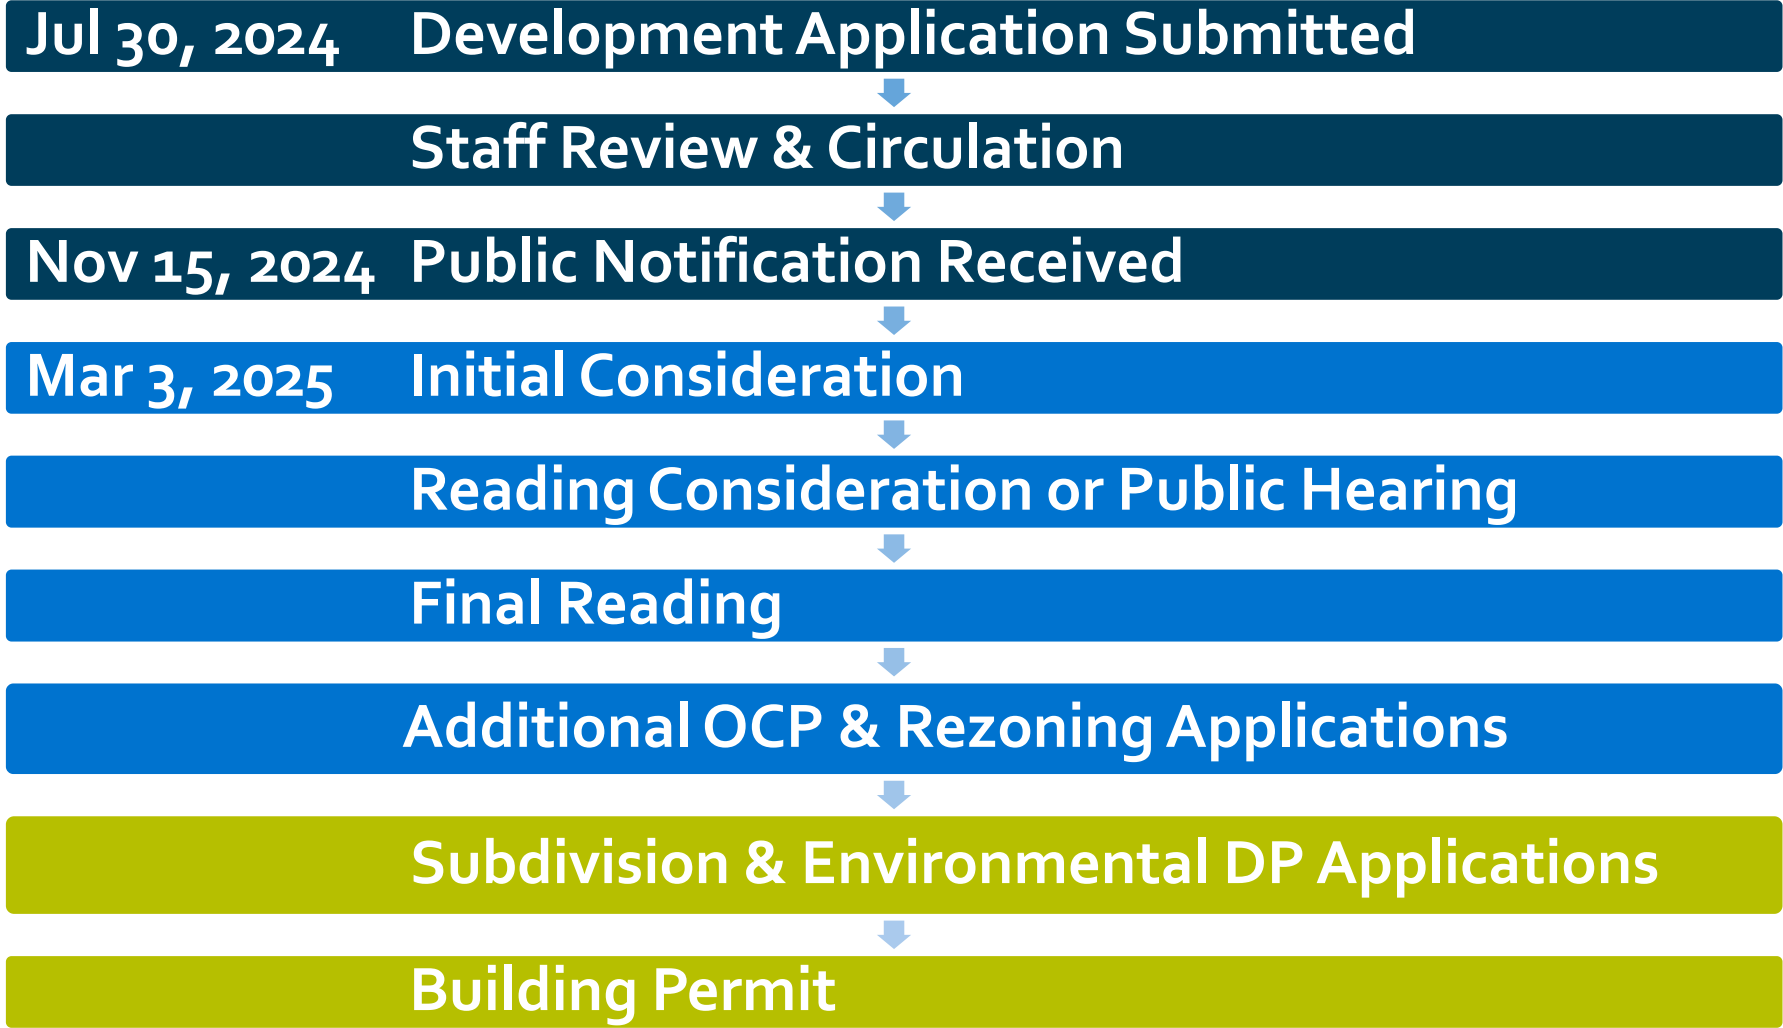 Jul 30, 2024 Development Application Submitted
Staff Review & Circulation
Nov 15, 2024 Public Notification Received
Mar 3, 2025 Initial Consideration
Reading Consideration or Public Hearing
Final Reading
Additional OCP & Rezoning Applications
Subdivision & Environmental DP Applications
Building Permit